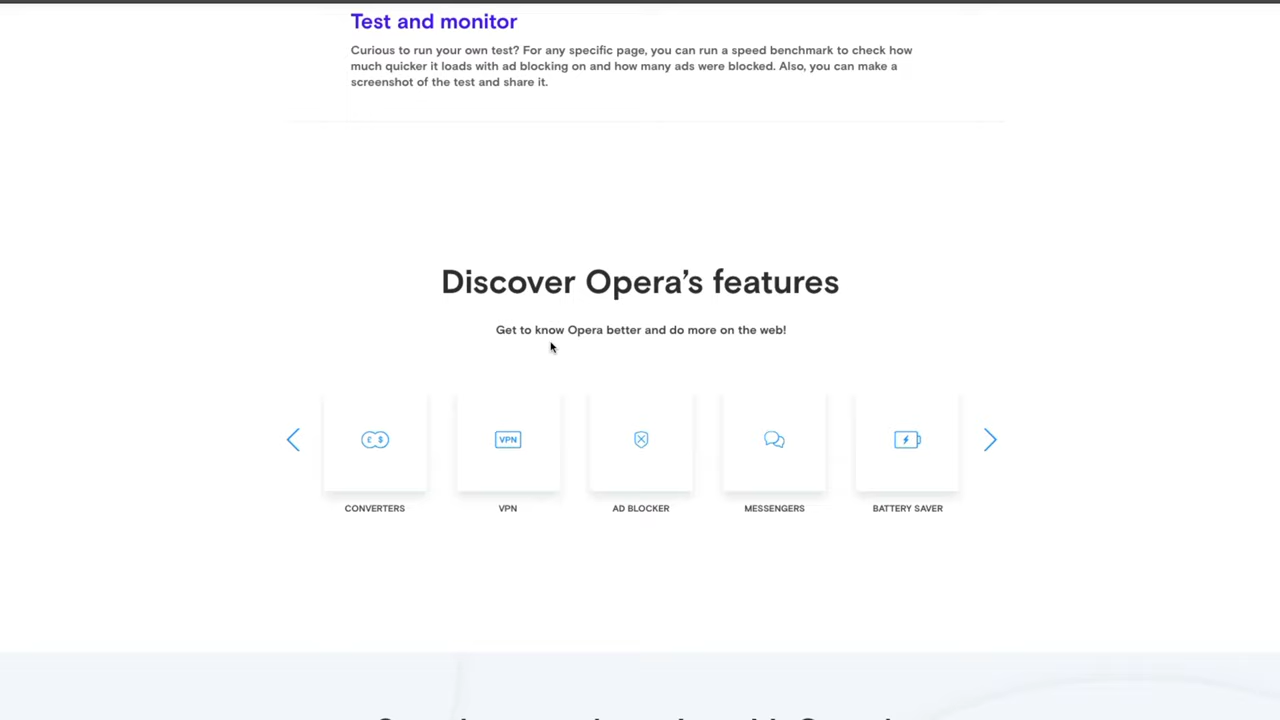 Test and monitor
Curious to run your own test? For any specific page, you can run a speed benchmark to check how
much quicker it loads with ad blocking on and how many ads were blocked. Also, you can make a
screenshot of the test and share it.
Discover Opera’s features
Get to know Opera better and do more on the web!
£ $
VPN
CONVERTERS
VPN
AD BLOCKER
MESSENGERS
BATTERY SAVER